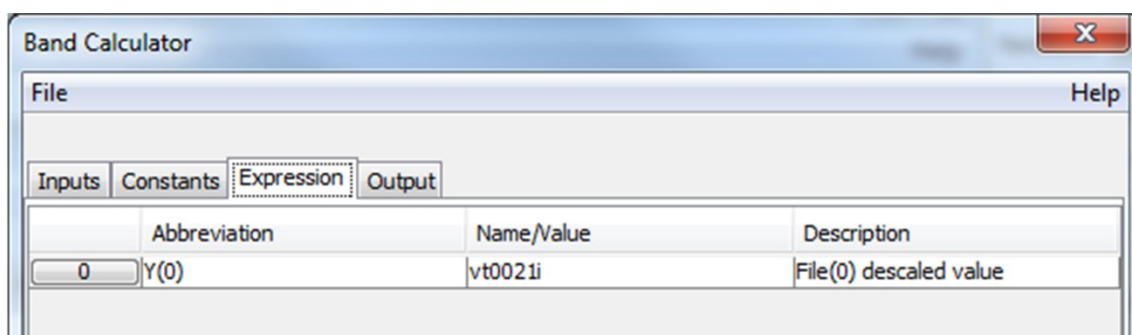 Band Calculator
File Help
Inputs Constants Expression Output
Abbreviation Name/Value Description
0 Y(0) vt0021i File(0) descaled value